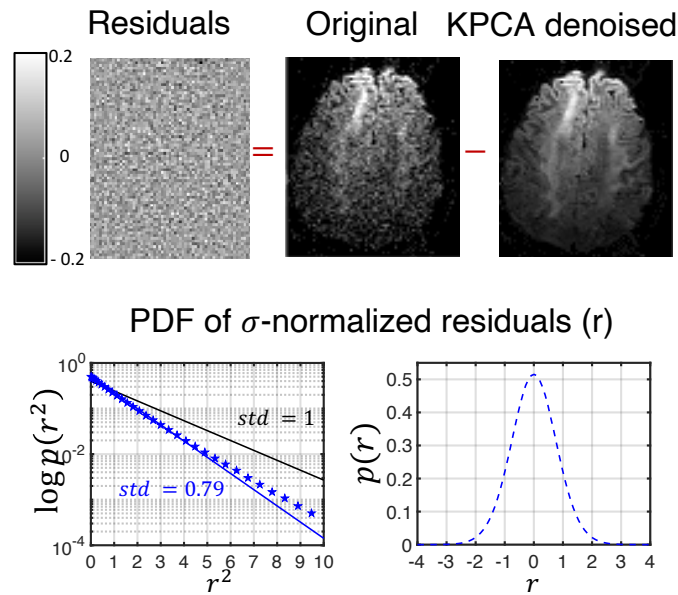 Residuals
Original
KPCA denoised
0.2
0
- 0.2
=
−
PDF of σ-normalized residuals (r)
10^0
10^-2
10^-4
log p(r^2)
std = 1
std = 0.79
0 1 2 3 4 5 6 7 8 9 10
r^2
0.5
0.4
0.3
0.2
0.1
0
p(r)
-4 -3 -2 -1 0 1 2 3 4
r